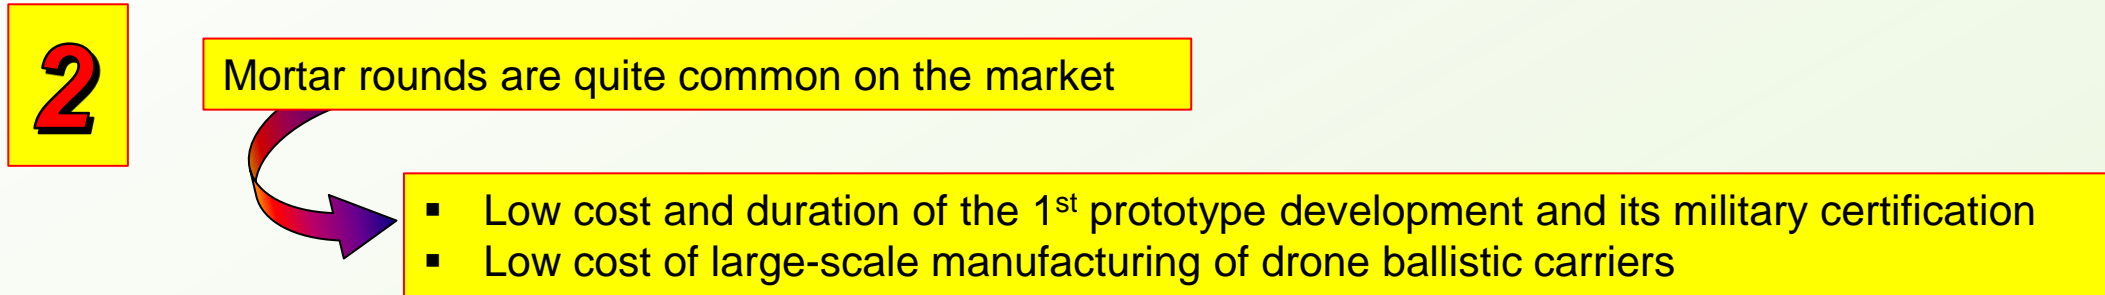 2
Mortar rounds are quite common on the market
▪ Low cost and duration of the 1st prototype development and its military certification
▪ Low cost of large-scale manufacturing of drone ballistic carriers